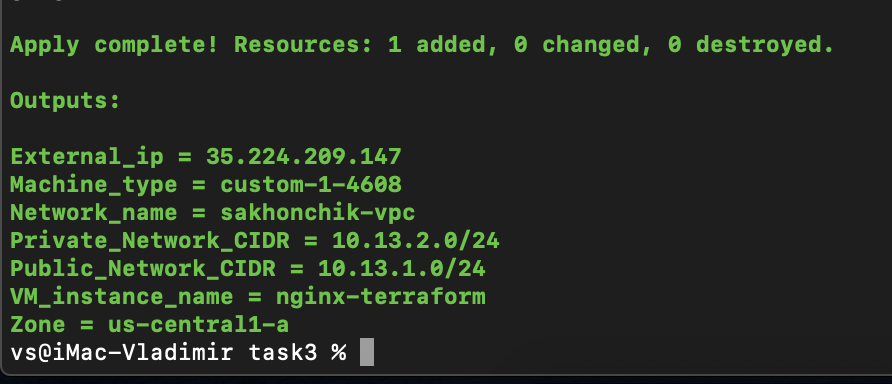 Apply complete! Resources: 1 added, 0 changed, 0 destroyed.
Outputs:
External_ip = 35.224.209.147
Machine_type = custom-1-4608
Network_name = sakhonchik-vpc
Private_Network_CIDR = 10.13.2.0/24
Public_Network_CIDR = 10.13.1.0/24
VM_instance_name = nginx-terraform
Zone = us-central1-a
vs@iMac-Vladimir task3 %